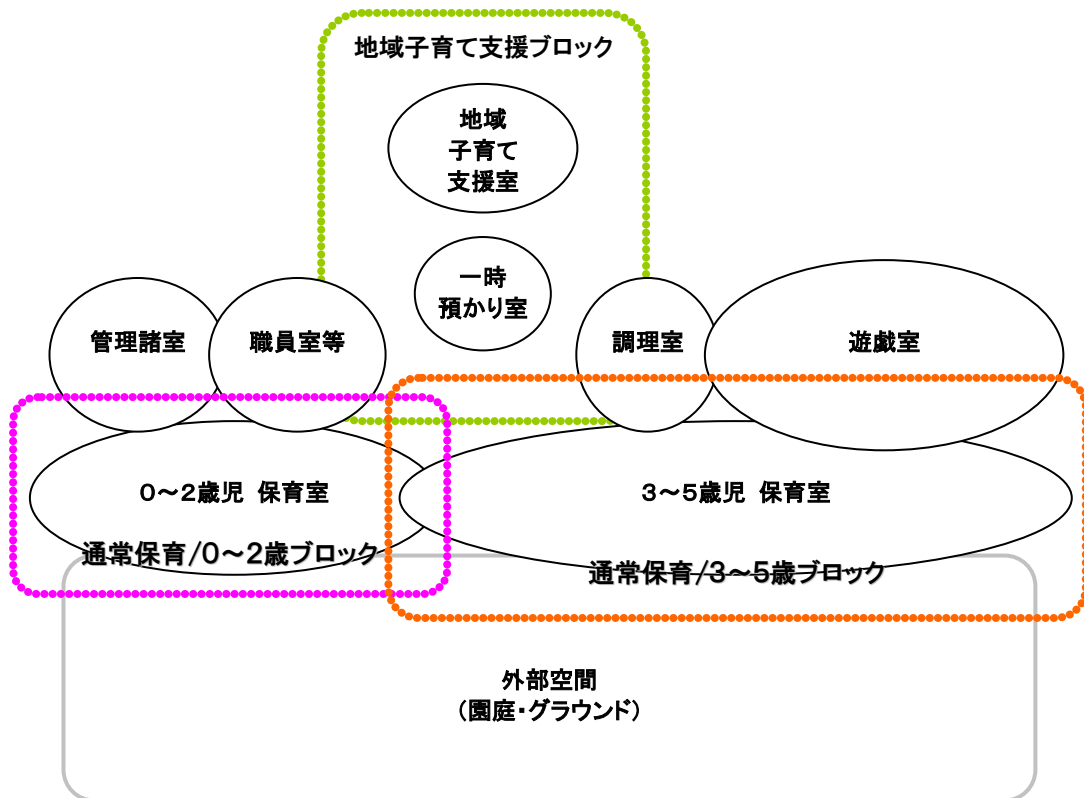 地域子育て支援ブロック
地域
子育て
支援室
一時
預かり室
管理諸室
職員室等
調理室
遊戯室
０～２歳児 保育室
３～５歳児 保育室
通常保育/０～２歳ブロック
通常保育/３～５歳ブロック
外部空間
（園庭・グラウンド）